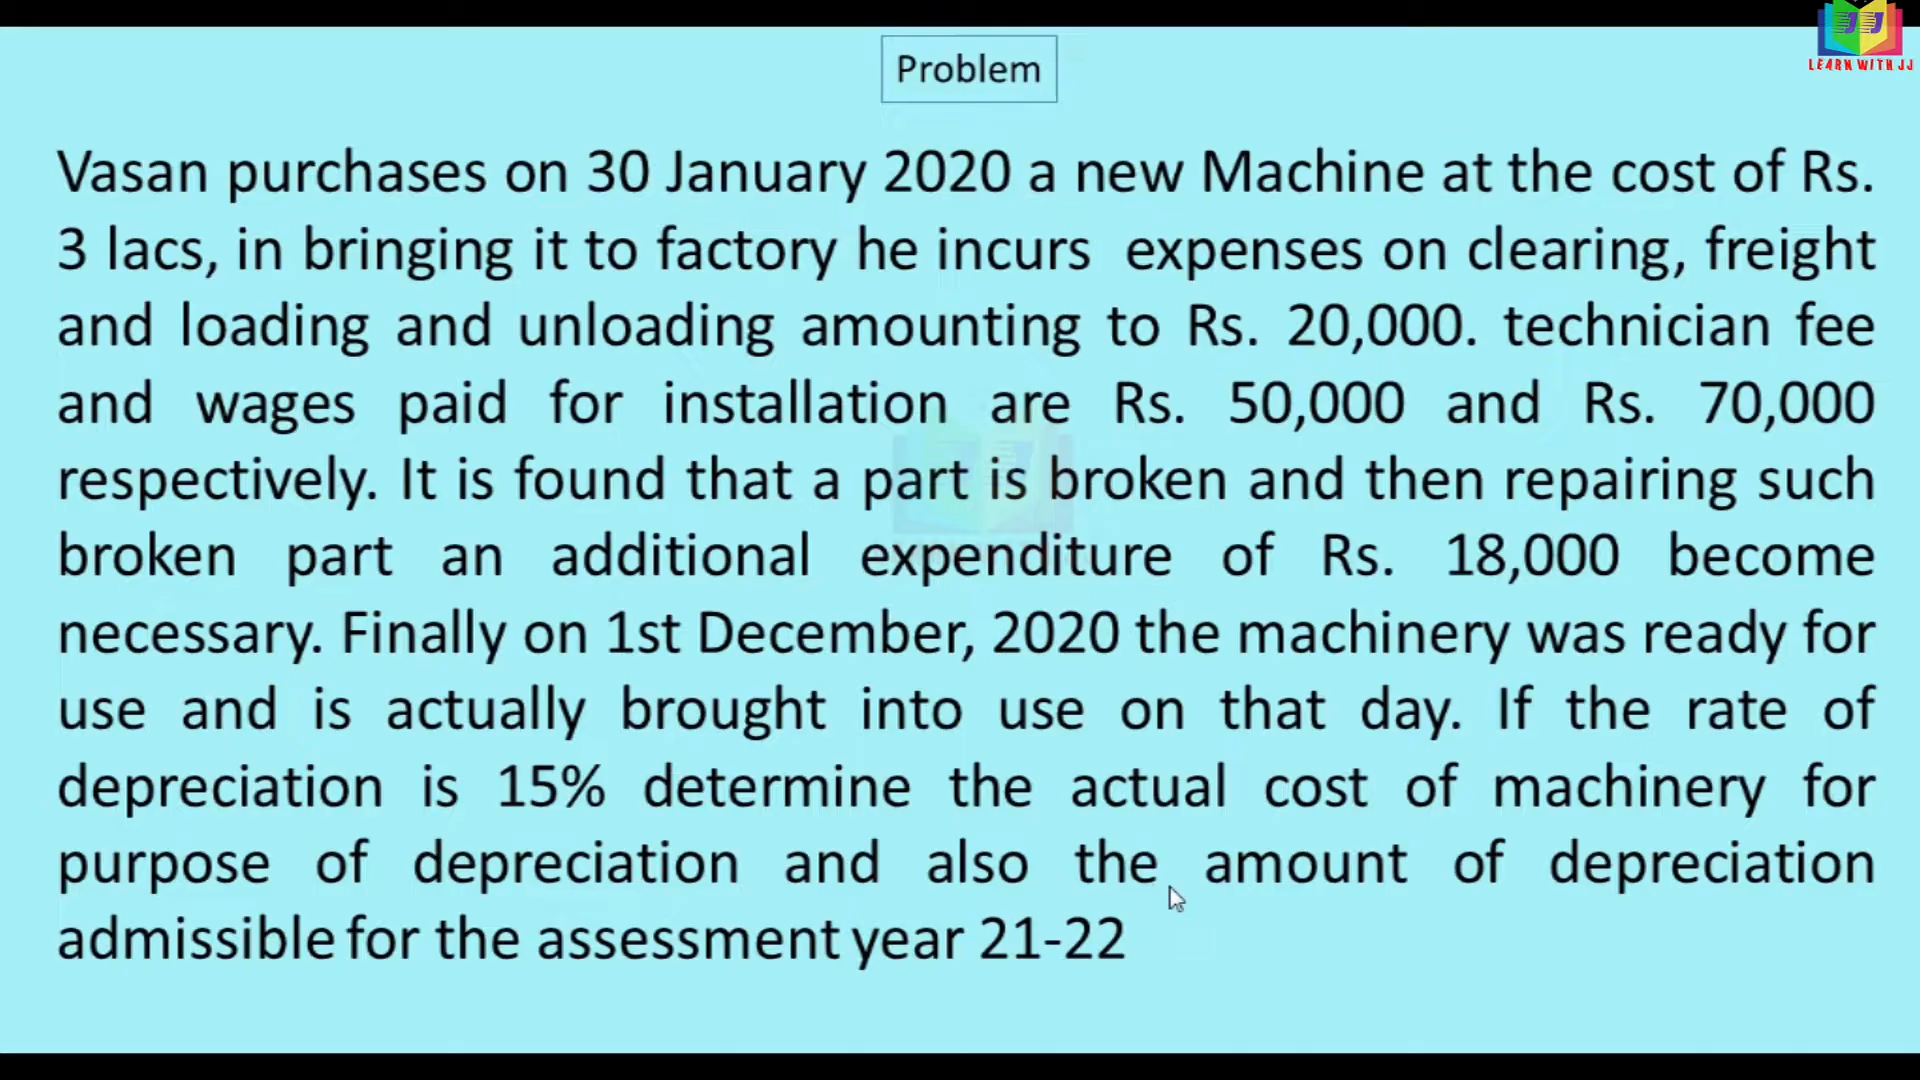 LEARN WITH JJ
Problem
Vasan purchases on 30 January 2020 a new Machine at the cost of Rs.
3 lacs, in bringing it to factory he incurs expenses on clearing, freight
and loading and unloading amounting to Rs. 20,000. technician fee
and wages paid for installation are Rs. 50,000 and Rs. 70,000
respectively. It is found that a part is broken and then repairing such
broken part an additional expenditure of Rs. 18,000 become
necessary. Finally on 1st December, 2020 the machinery was ready for
use and is actually brought into use on that day. If the rate of
depreciation is 15% determine the actual cost of machinery for
purpose of depreciation and also the amount of depreciation
admissible for the assessment year 21-22